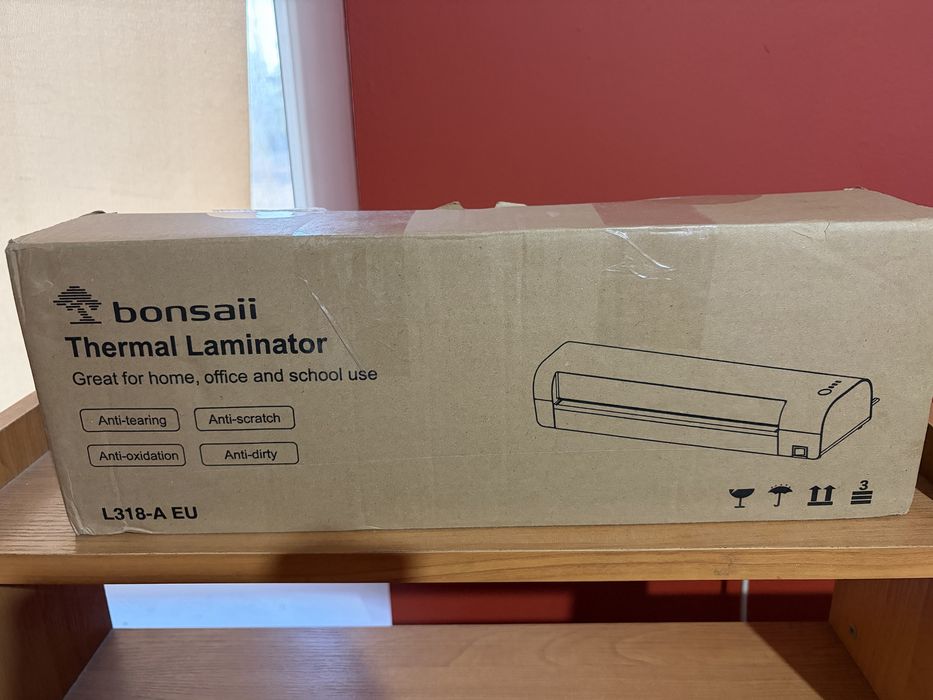 bonsaii
Thermal Laminator
Great for home, office and school use
Anti-tearing Anti-scratch
Anti-oxidation Anti-dirty
L318-A EU
3